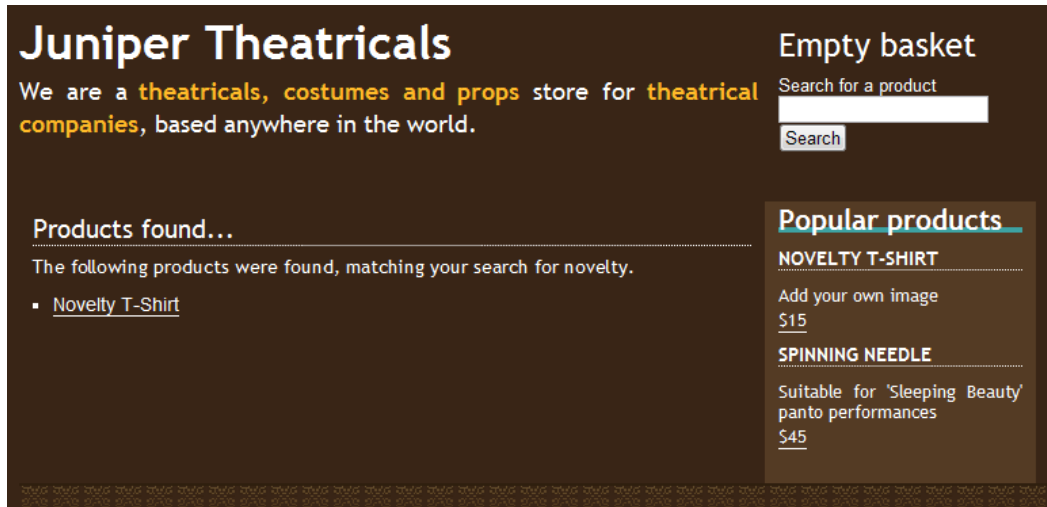 Juniper Theatricals
We are a theatricals, costumes and props store for theatrical
companies, based anywhere in the world.
Empty basket
Search for a product
Search
Products found...
The following products were found, matching your search for novelty.
Novelty T-Shirt
Popular products
NOVELTY T-SHIRT
Add your own image
$15
SPINNING NEEDLE
Suitable for 'Sleeping Beauty'
panto performances
$45